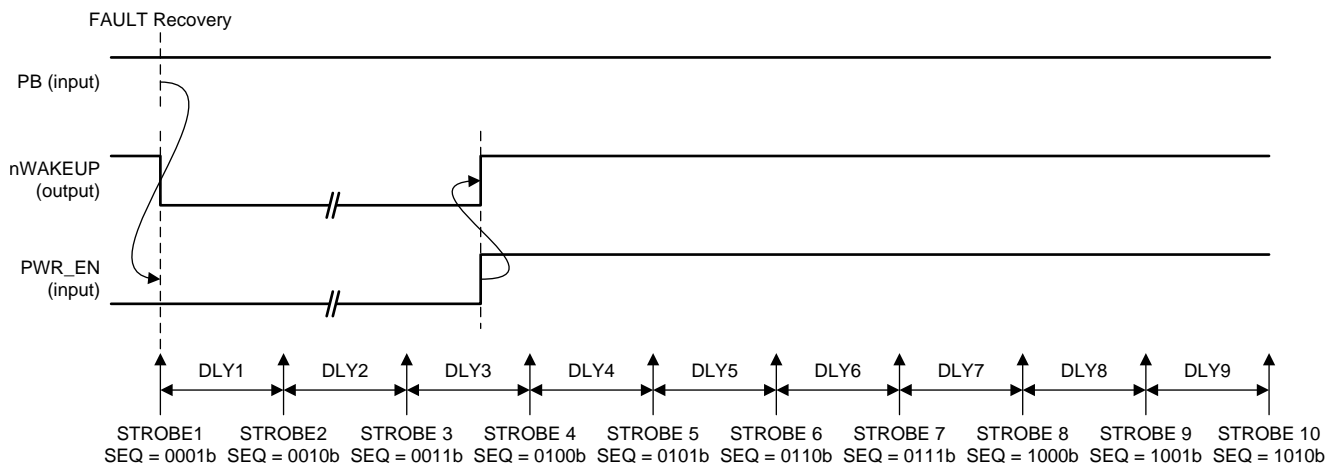 FAULT Recovery
PB (input)
nWAKEUP
(output)
PWR_EN
(input)
DLY1 DLY2 DLY3 DLY4 DLY5 DLY6 DLY7 DLY8 DLY9
STROBE1 STROBE2 STROBE 3 STROBE 4 STROBE 5 STROBE 6 STROBE 7 STROBE 8 STROBE 9 STROBE 10
SEQ = 0001b SEQ = 0010b SEQ = 0011b SEQ = 0100b SEQ = 0101b SEQ = 0110b SEQ = 0111b SEQ = 1000b SEQ = 1001b SEQ = 1010b